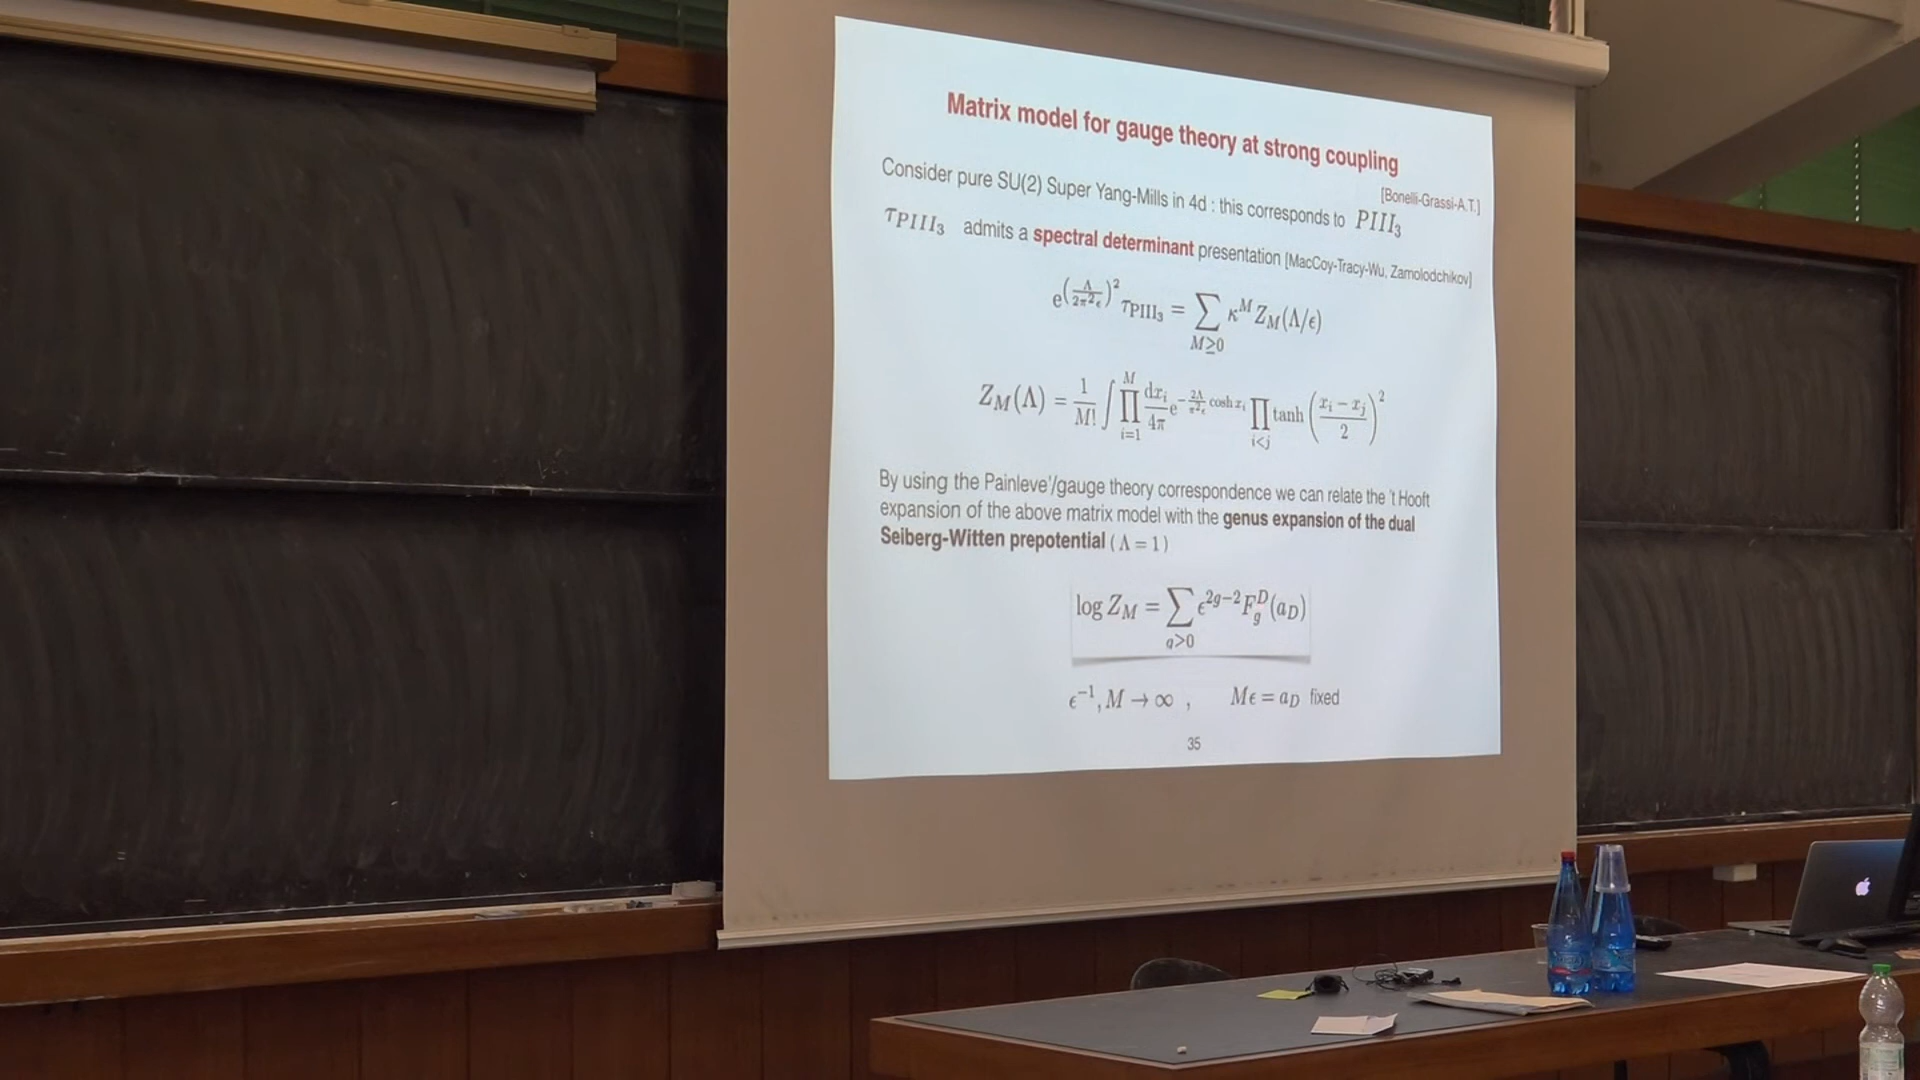 Matrix model for gauge theory at strong coupling
[Bonelli-Grassi-A.T.]
Consider pure SU(2) Super Yang-Mills in 4d : this corresponds to PIII₃
τ_PIII₃ admits a spectral determinant presentation [MacCoy-Tracy-Wu, Zamolodchikov]
e^{(Λ/2π²ϵ)²} τ_{PIII₃} = ∑_{M≥0} κ^M Z_M(Λ/ϵ)
Z_M(Λ) = 1/M! ∫ ∏_{i=1}^{M} dx_i/4π e^{-2Λ/π²ϵ cosh x_i} ∏_{i<j} tanh ((x_i − x_j)/2)²
By using the Painleve'/gauge theory correspondence we can relate the 't Hooft
expansion of the above matrix model with the genus expansion of the dual
Seiberg-Witten prepotential ( Λ = 1 )
log Z_M = ∑_{g>0} ϵ^{2g−2} F_g^D(a_D)
ϵ^{−1}, M → ∞ , Mϵ = a_D fixed
35